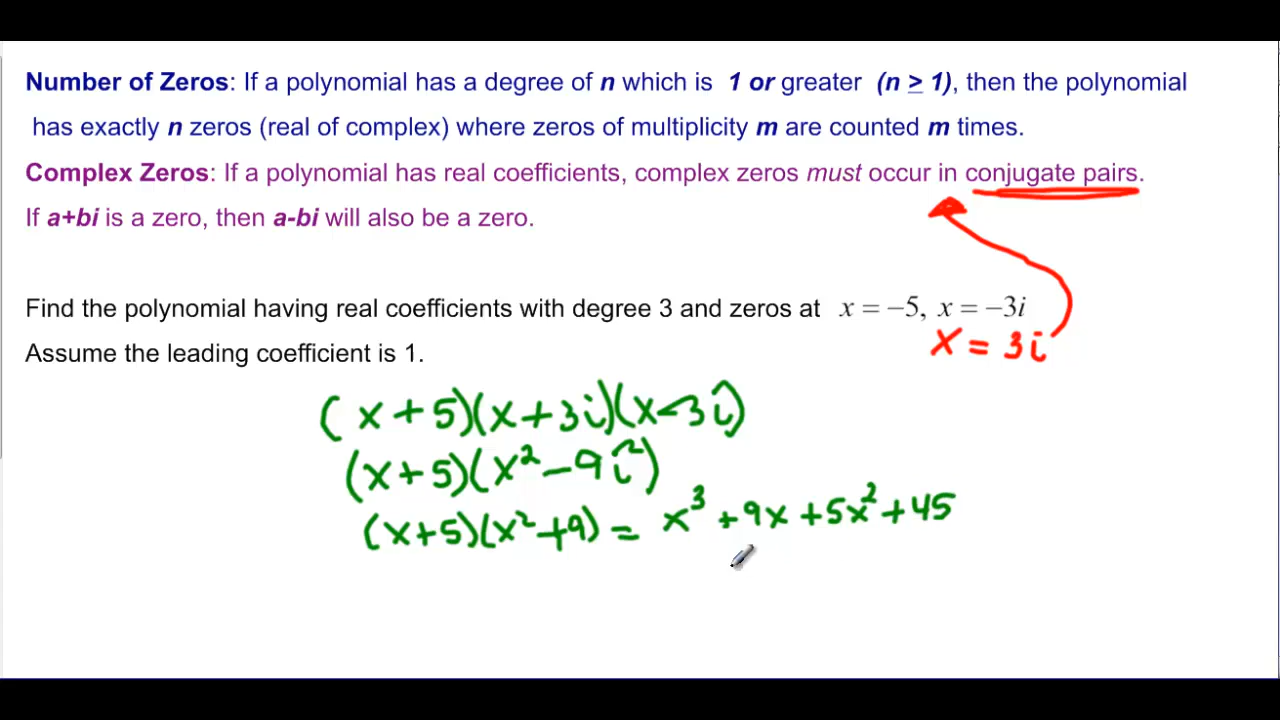 Number of Zeros: If a polynomial has a degree of n which is 1 or greater (n ≥ 1), then the polynomial
has exactly n zeros (real of complex) where zeros of multiplicity m are counted m times.
Complex Zeros: If a polynomial has real coefficients, complex zeros must occur in conjugate pairs.
If a+bi is a zero, then a-bi will also be a zero.
Find the polynomial having real coefficients with degree 3 and zeros at x = −5, x = −3i
Assume the leading coefficient is 1.
x = 3i
(x+5)(x+3i)(x-3i)
(x+5)(x²-9i²)
(x+5)(x²+9) = x³+9x+5x²+45